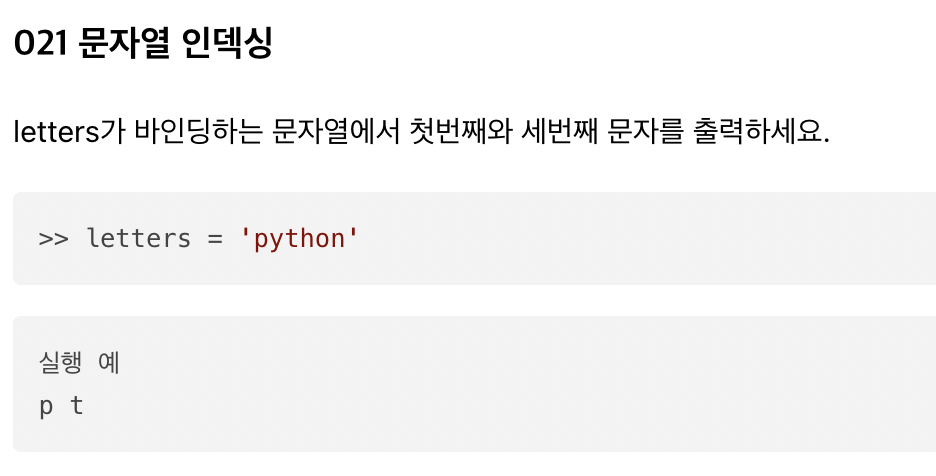 021 문자열 인덱싱
letters가 바인딩하는 문자열에서 첫번째와 세번째 문자를 출력하세요.
>> letters = 'python'
실행 예
p t